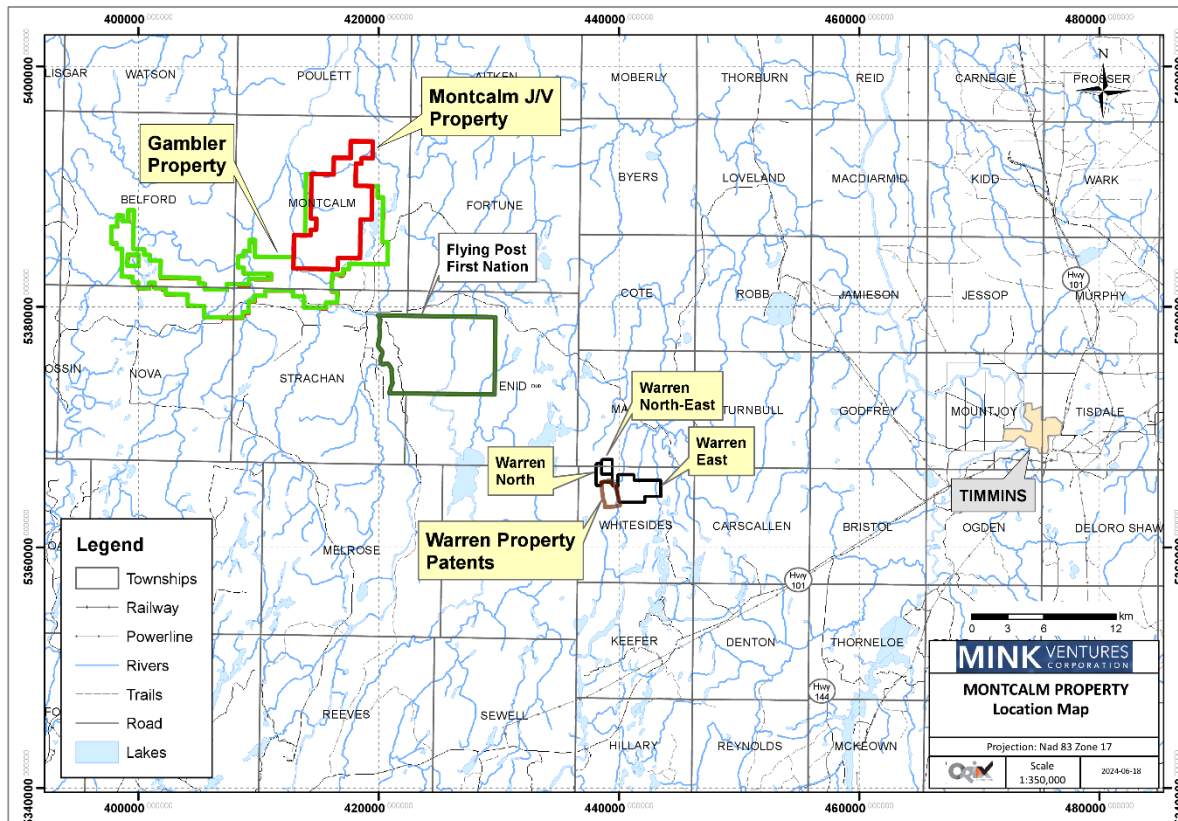 400000
420000
440000
460000
480000
5400000
5400000
LISGAR
WATSON
POULETT
AITKEN
MOBERLY
THORBURN
REID
CARNEGIE
PROSSER
N
Montcalm J/V
Property
Gambler
Property
BELFORD
MONTCALM
FORTUNE
BYERS
LOVELAND
MACDIARMID
KIDD
WARK
Flying Post
First Nation
Hwy
101
5380000
COTE
ROBB
JAMIESON
JESSOP
MURPHY
OSSIN
NOVA
STRACHAN
ENID
Warren
North-East
MA
TURNBULL
GODFREY
MOUNTJOY
TISDALE
Warren
East
Warren
North
TIMMINS
Warren Property
Patents
WHITESIDES
CARSCALLEN
BRISTOL
OGDEN
DELORO
SHAW
5360000
5360000
MELROSE
Hwy
101
Legend
Townships
Railway
Powerline
Rivers
Trails
Road
Lakes
KEEFER
DENTON
THORNELOE
km
0 3 6 12
Hwy
144
REEVES
SEWELL
HILLARY
REYNOLDS
MCKEOWN
MINK VENTURES
CORPORATION
MONTCALM PROPERTY
Location Map
Projection: Nad 83 Zone 17
Scale
1:350,000
2024-06-18
5340000
5340000
400000
420000
440000
460000
480000